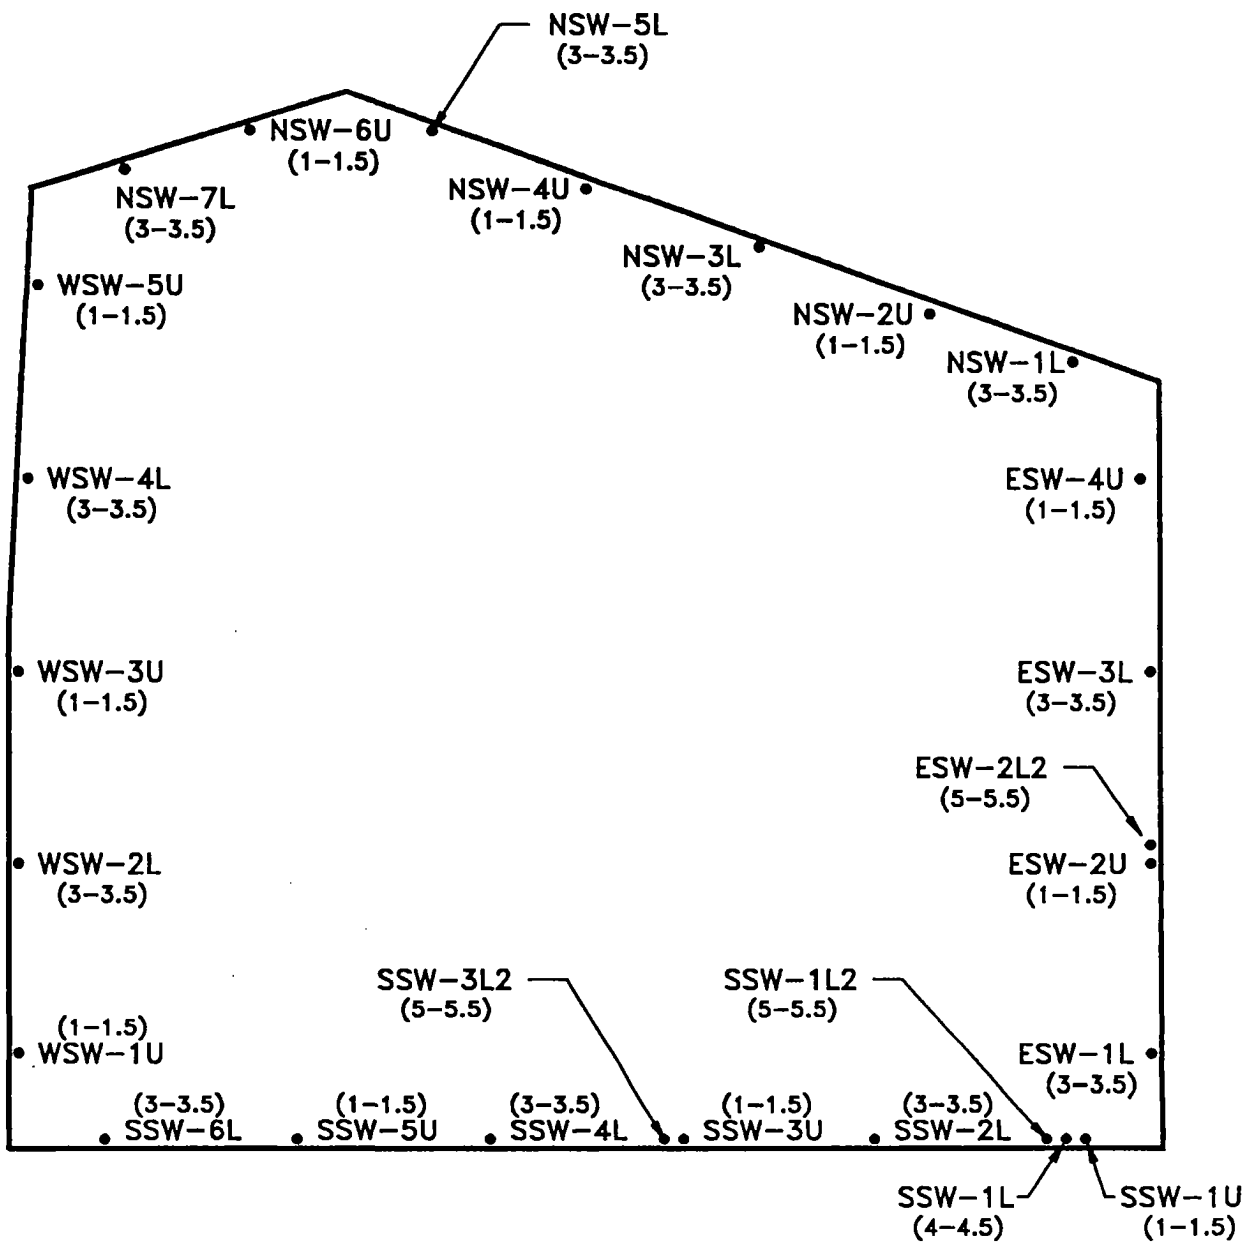 NSW-5L
(3-3.5)
NSW-6U
(1-1.5)
NSW-7L
(3-3.5)
NSW-4U
(1-1.5)
NSW-3L
(3-3.5)
WSW-5U
(1-1.5)
NSW-2U
(1-1.5)
NSW-1L
(3-3.5)
WSW-4L
(3-3.5)
ESW-4U
(1-1.5)
WSW-3U
(1-1.5)
ESW-3L
(3-3.5)
ESW-2L2
(5-5.5)
WSW-2L
(3-3.5)
ESW-2U
(1-1.5)
SSW-3L2
(5-5.5)
SSW-1L2
(5-5.5)
(1-1.5)
WSW-1U
ESW-1L
(3-3.5)
(3-3.5)
SSW-6L
(1-1.5)
SSW-5U
(3-3.5)
SSW-4L
(1-1.5)
SSW-3U
(3-3.5)
SSW-2L
SSW-1L
(4-4.5)
SSW-1U
(1-1.5)